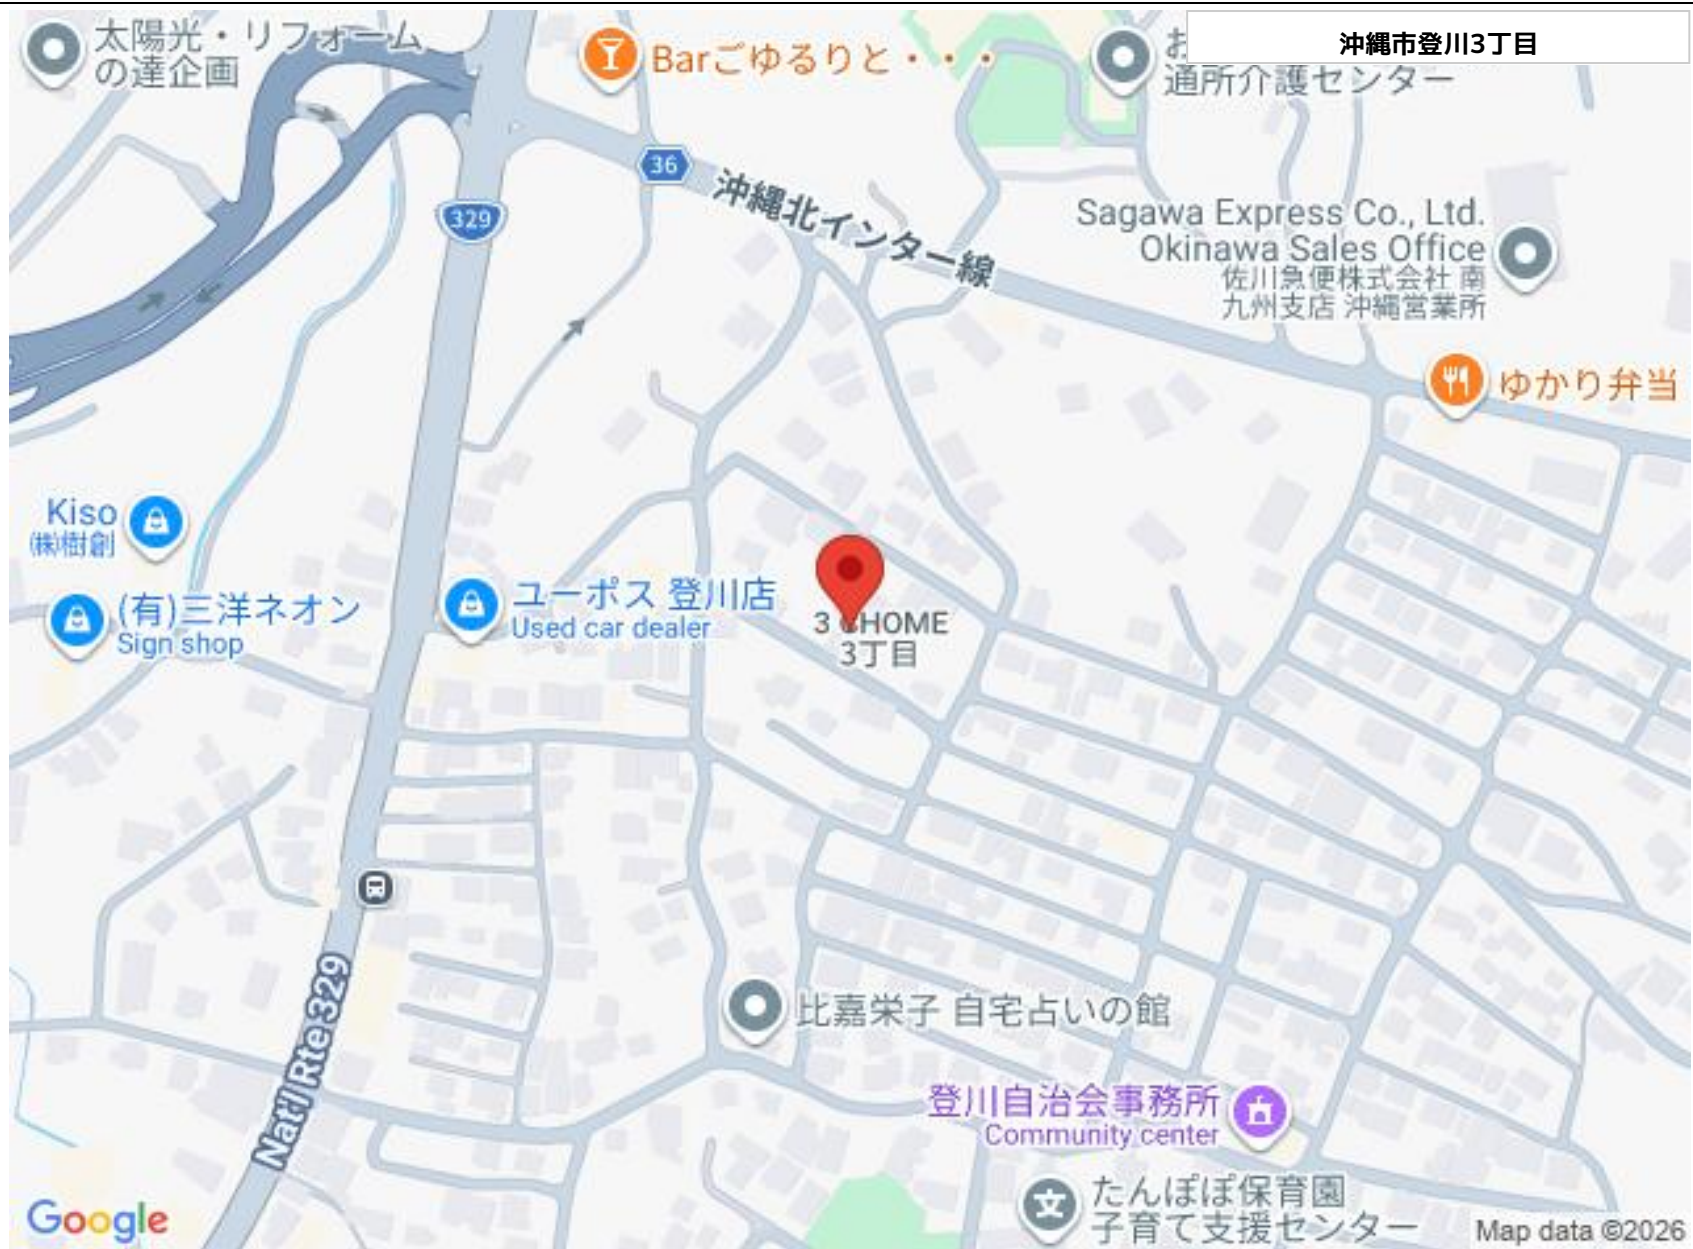 沖縄市登川3丁目
太陽光・リフォーム
の達企画
Barごゆるりと・・・
お
通所介護センター
36
沖縄北インター線
329
Sagawa Express Co., Ltd.
Okinawa Sales Office
佐川急便株式会社 南
九州支店 沖縄営業所
ゆかり弁当
Kiso
㈱樹創
(有)三洋ネオン
Sign shop
ユーポス 登川店
Used car dealer
3 CHOME
3丁目
Nat'l Rte 329
比嘉栄子 自宅占いの館
登川自治会事務所
Community center
たんぽぽ保育園
子育て支援センター
文
Google
Map data ©2026